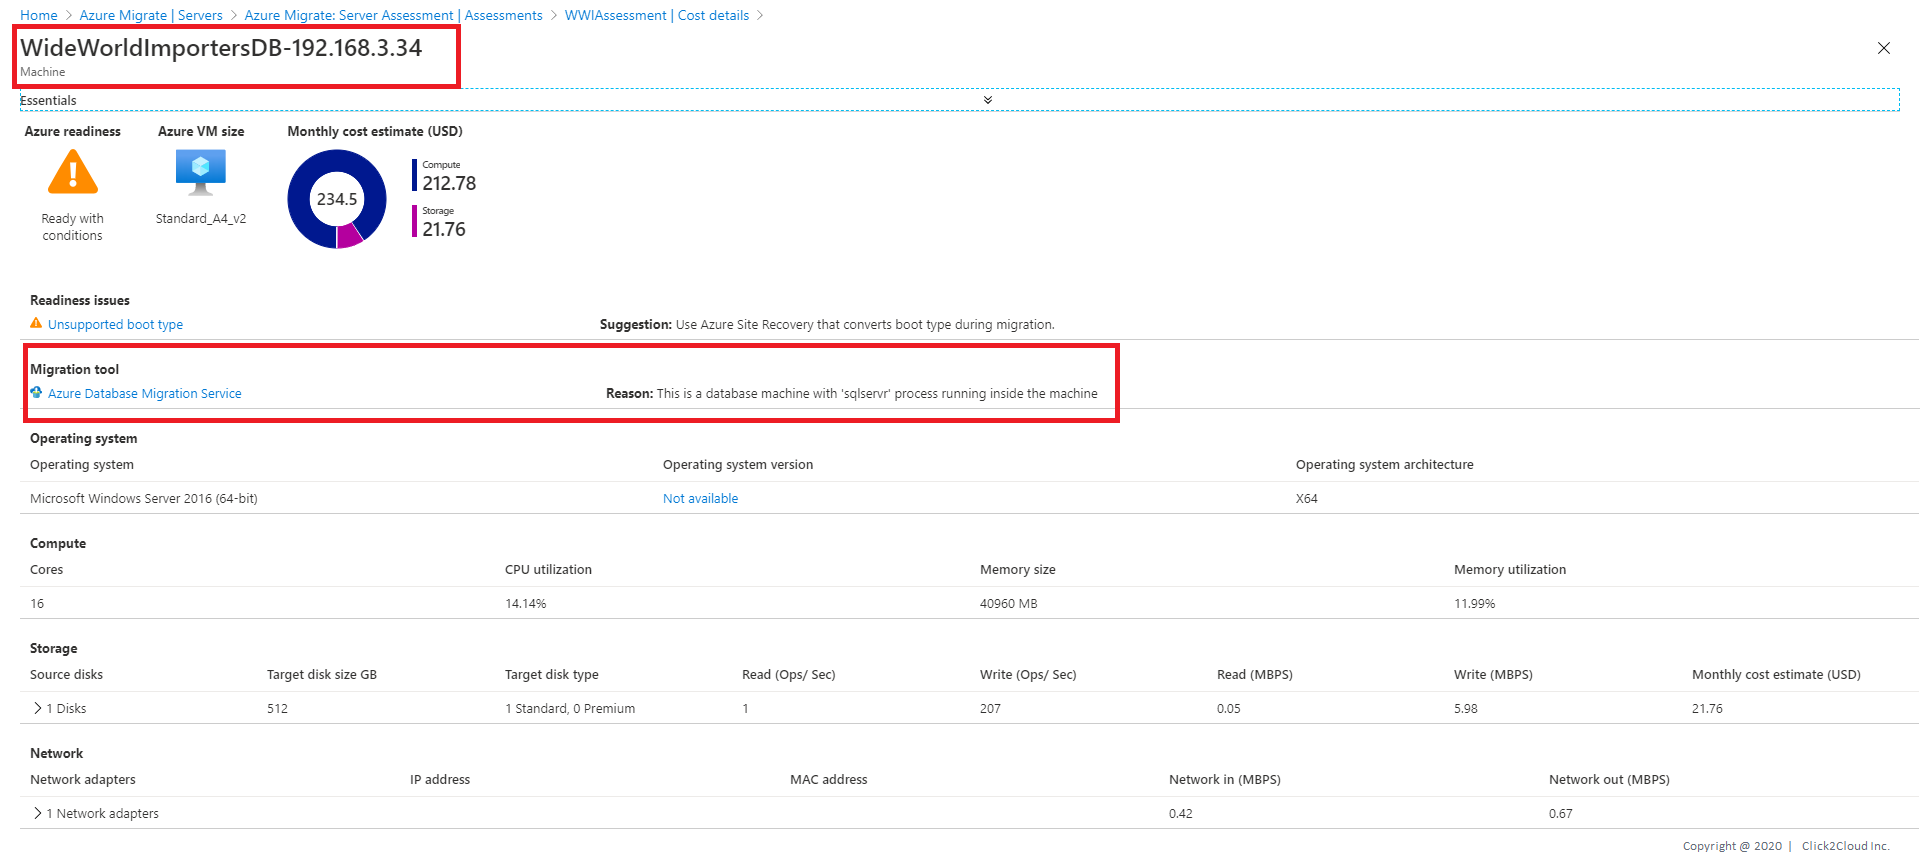 Home > Azure Migrate | Servers > Azure Migrate: Server Assessment | Assessments > WWIAssessment | Cost details >
WideWorldImportersDB-192.168.3.34
Machine
Essentials
Azure readiness Azure VM size Monthly cost estimate (USD)
Compute
212.78
234.5
Storage
21.76
Ready with conditions
Standard_A4_v2
Readiness issues
Unsupported boot type Suggestion: Use Azure Site Recovery that converts boot type during migration.
Migration tool
Azure Database Migration Service Reason: This is a database machine with 'sqlservr' process running inside the machine
Operating system
Operating system Operating system version Operating system architecture
Microsoft Windows Server 2016 (64-bit) Not available X64
Compute
Cores CPU utilization Memory size Memory utilization
16 14.14% 40960 MB 11.99%
Storage
Source disks Target disk size GB Target disk type Read (Ops/ Sec) Write (Ops/ Sec) Read (MBPS) Write (MBPS) Monthly cost estimate (USD)
> 1 Disks 512 1 Standard, 0 Premium 1 207 0.05 5.98 21.76
Network
Network adapters IP address MAC address Network in (MBPS) Network out (MBPS)
> 1 Network adapters 0.42 0.67
Copyright @ 2020 | Click2Cloud Inc.